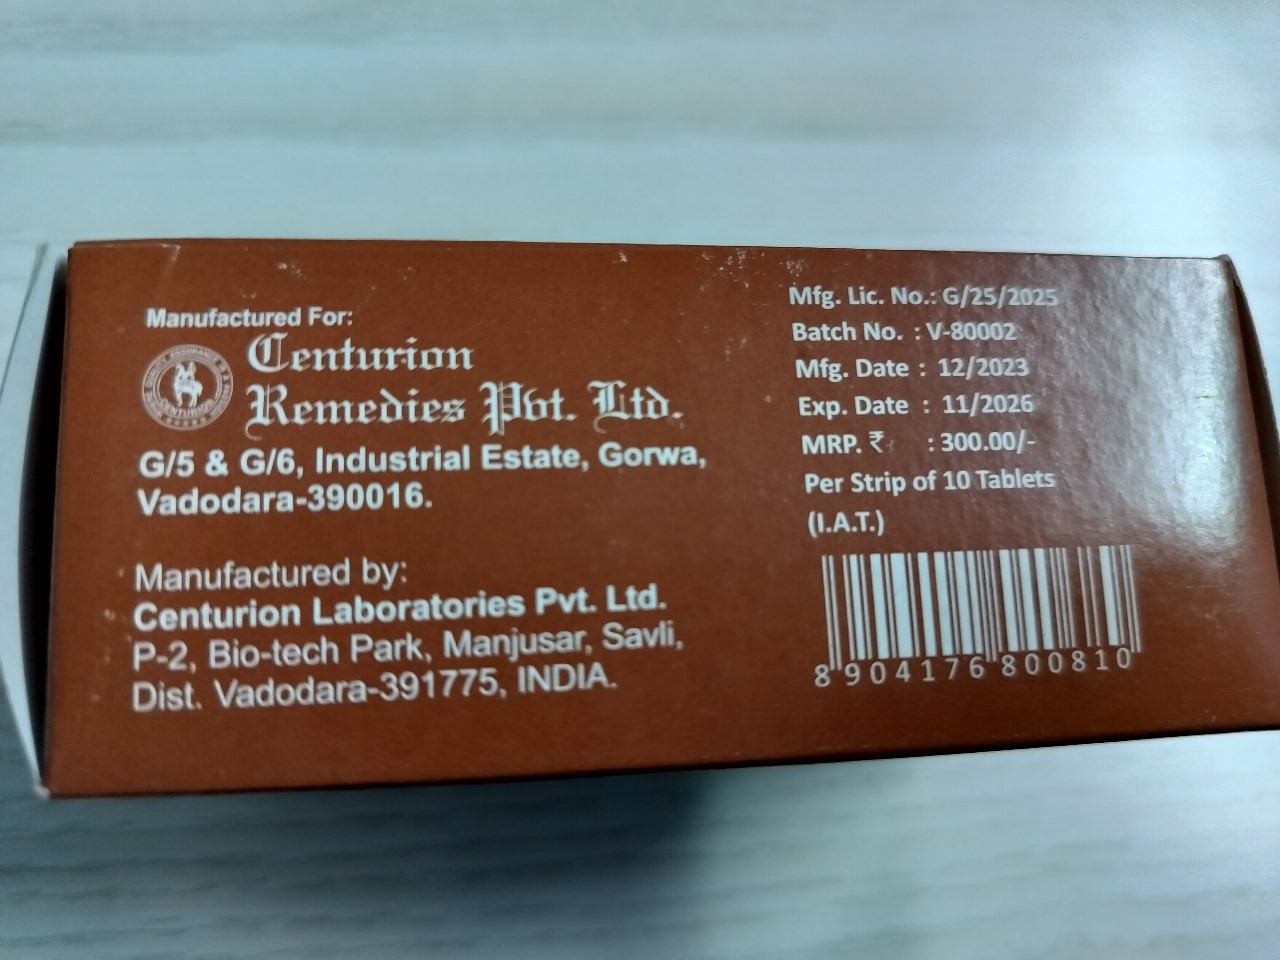 Manufactured For:
Centurion
Remedies Pvt. Ltd.
G/5 & G/6, Industrial Estate, Gorwa,
Vadodara-390016.
Manufactured by:
Centurion Laboratories Pvt. Ltd.
P-2, Bio-tech Park, Manjusar, Savli,
Dist. Vadodara-391775, INDIA.
CENTURION
Mfg. Lic. No.: G/25/2025
Batch No. : V-80002
Mfg. Date : 12/2023
Exp. Date : 11/2026
MRP. ₹ : 300.00/-
Per Strip of 10 Tablets
(I.A.T.)
8 904176 800810